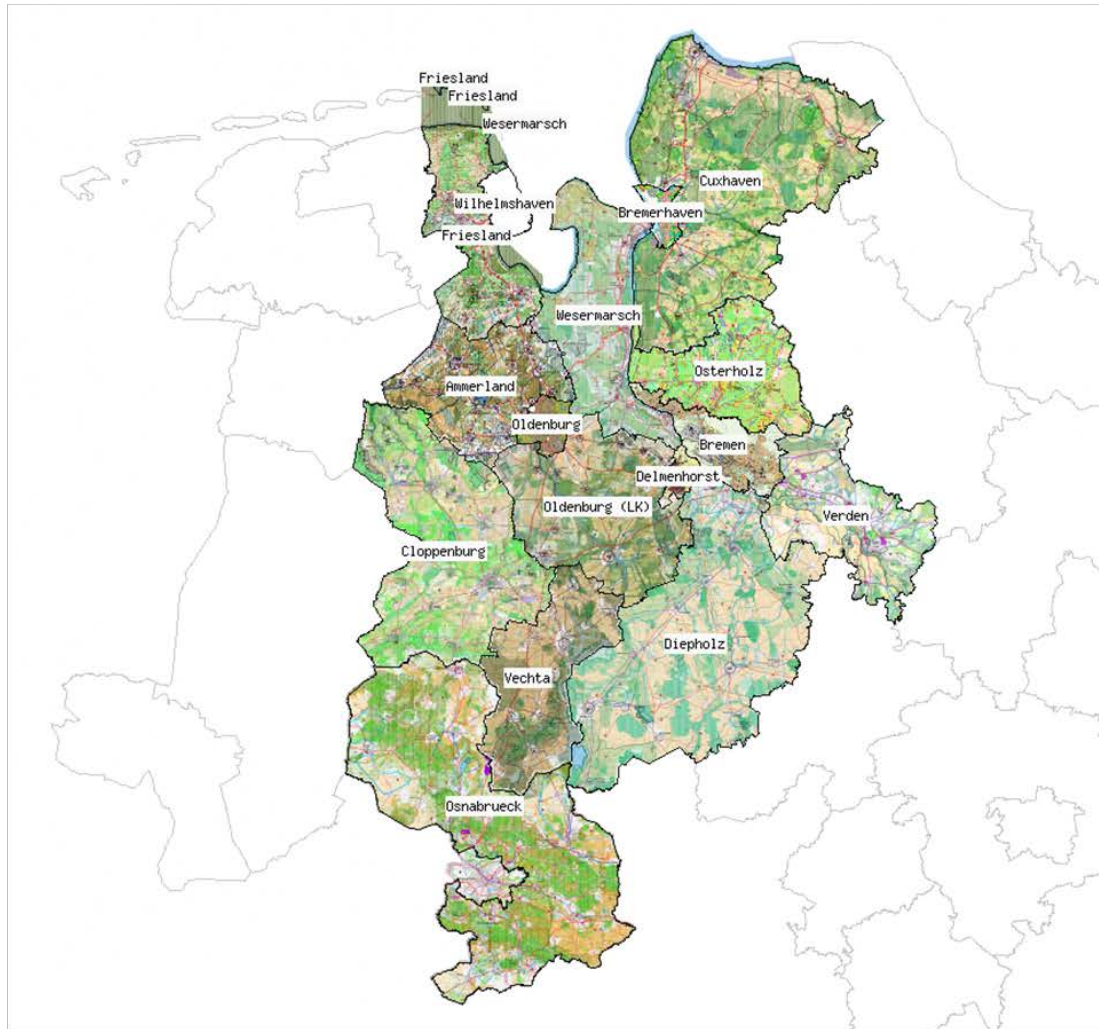 Friesland
Friesland
Wesermarsch
Cuxhaven
Wilhelmshaven
Bremerhaven
Friesland
Wesermarsch
Osterholz
Ammerland
Oldenburg
Bremen
Delmenhorst
Oldenburg (LK)
Verden
Cloppenburg
Diepholz
Vechta
Osnabrueck